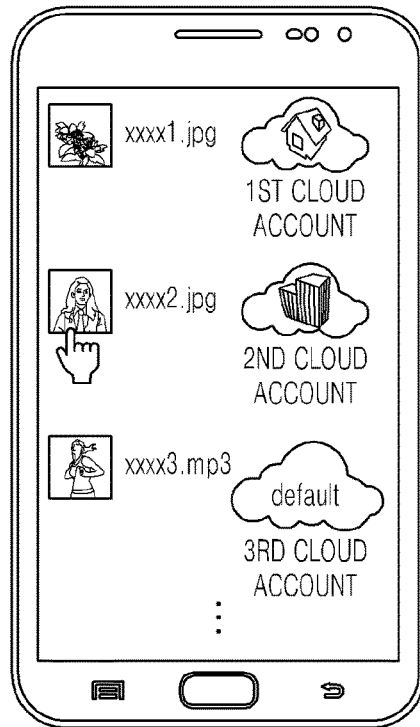 xxxx1.jpg
1ST CLOUD
ACCOUNT
xxxx2.jpg
2ND CLOUD
ACCOUNT
xxxx3.mp3
default
3RD CLOUD
ACCOUNT